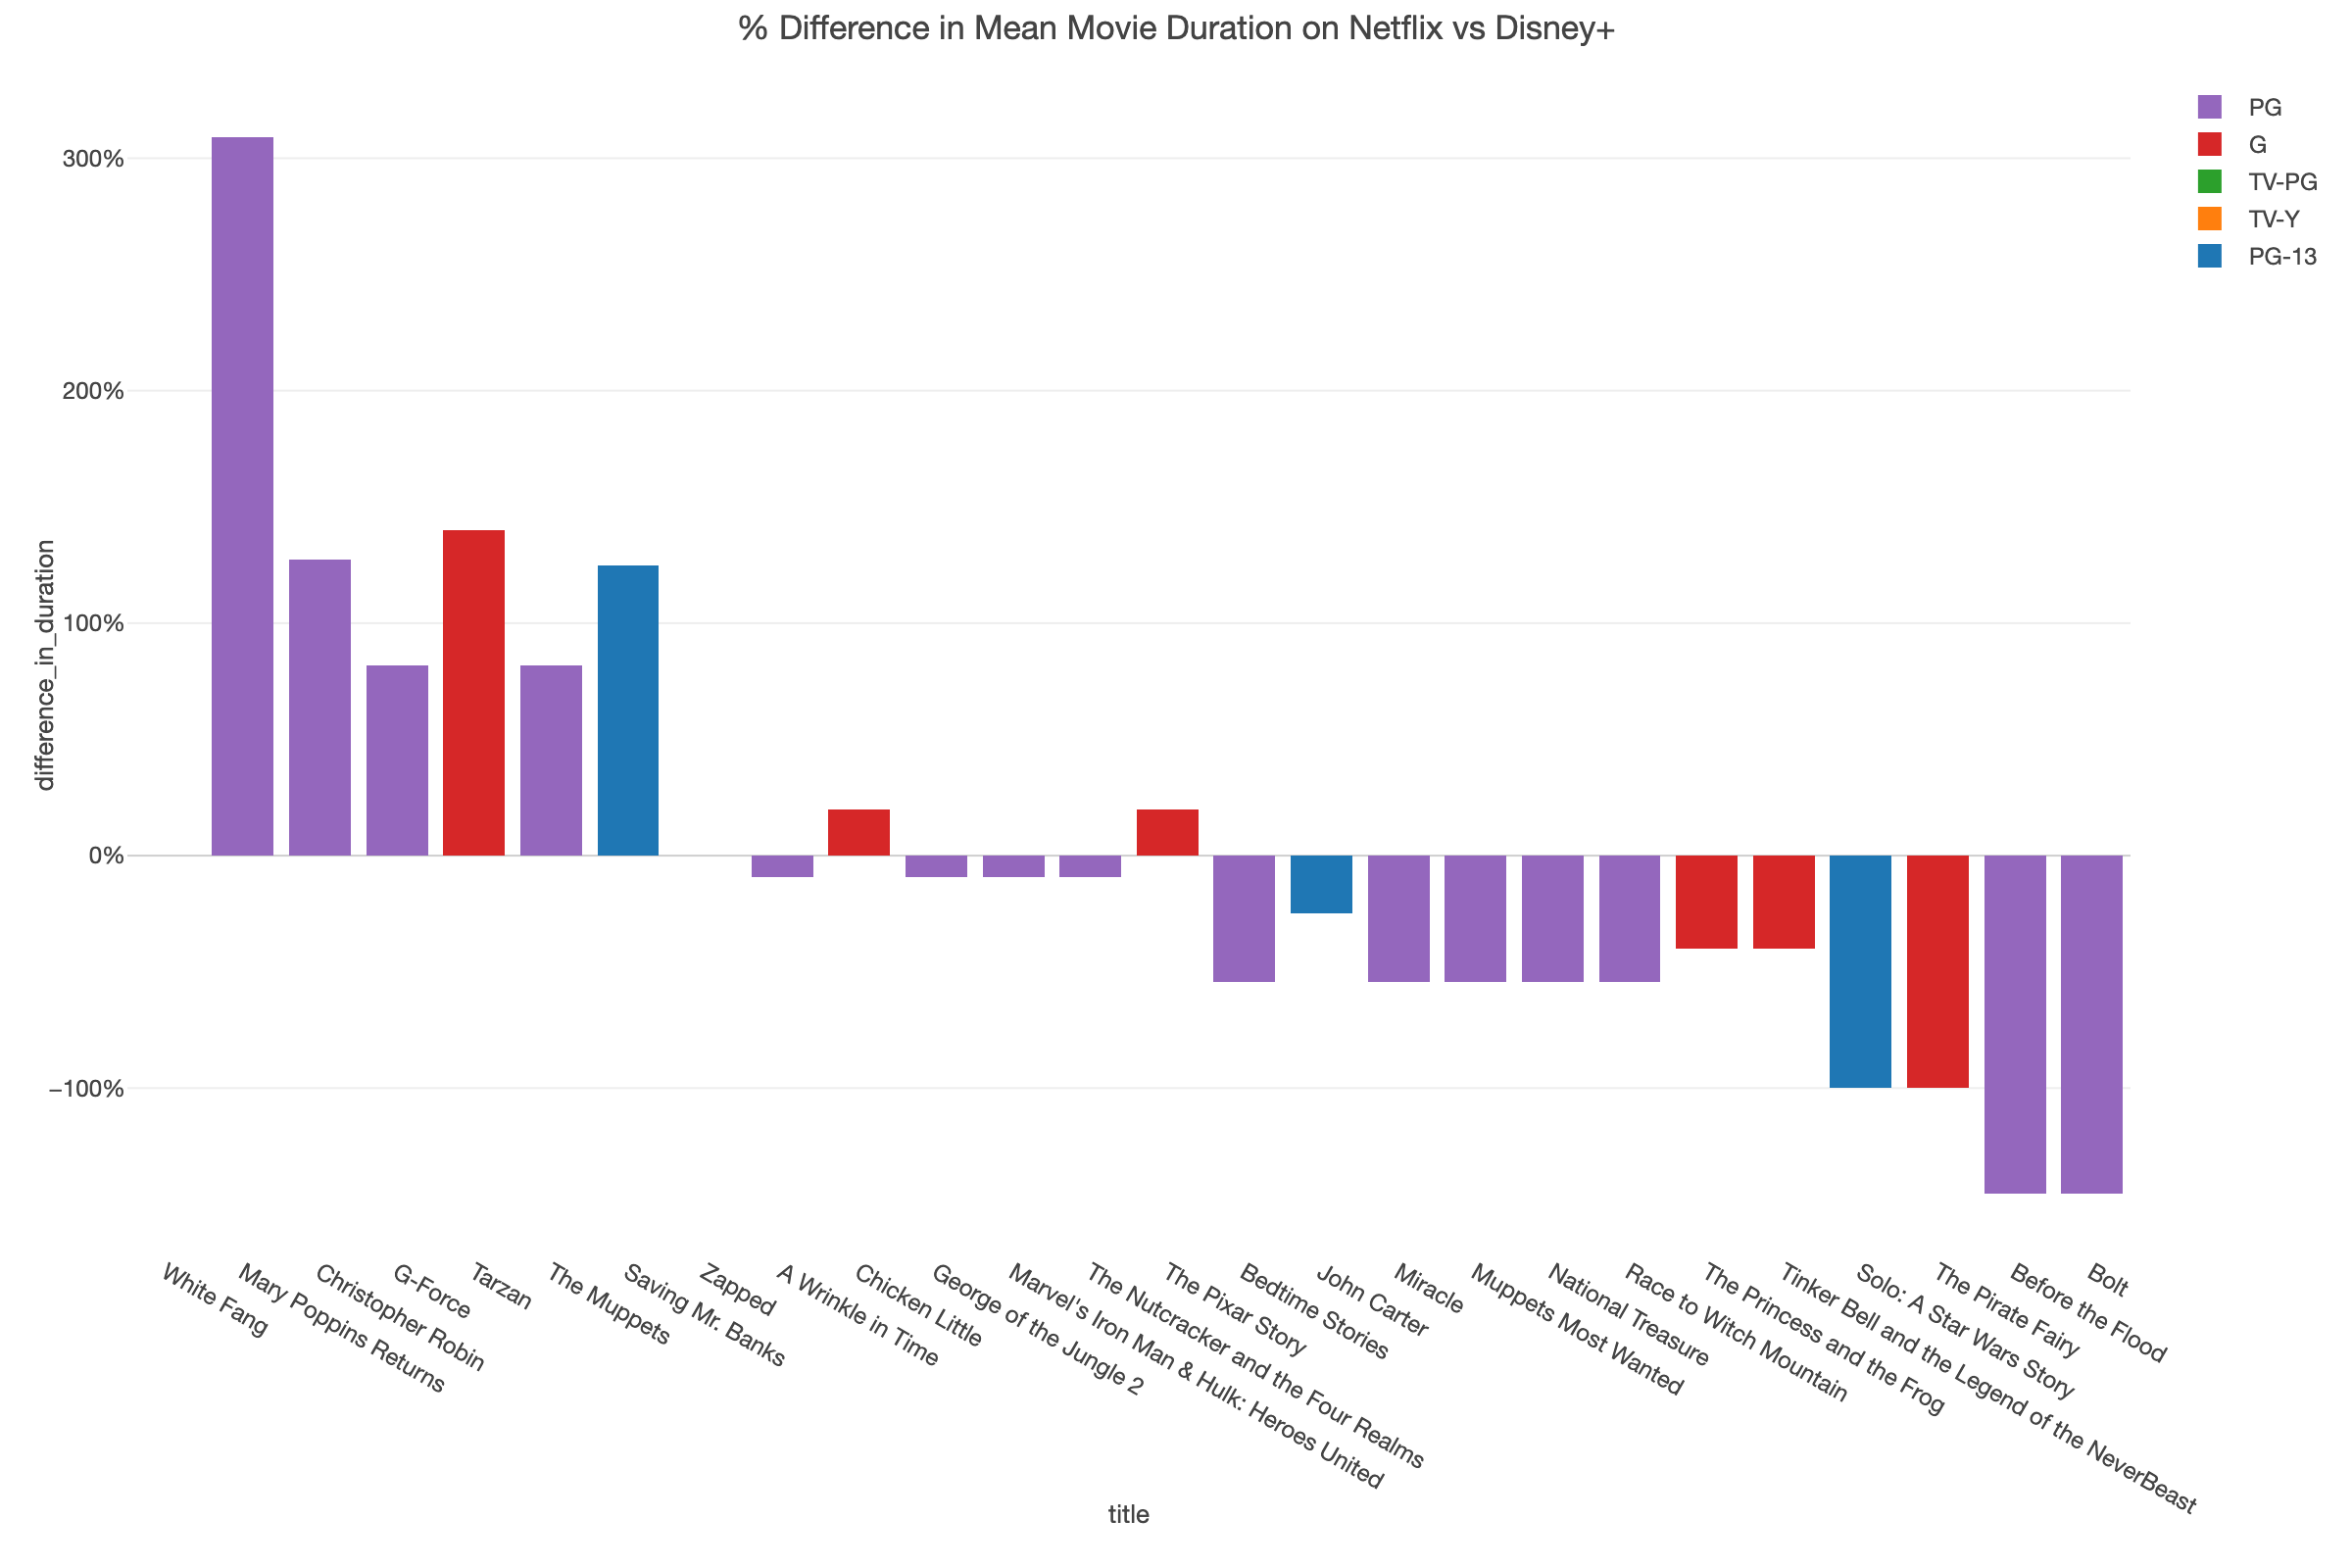 % Difference in Mean Movie Duration on Netflix vs Disney+
PG
G
TV-PG
TV-Y
PG-13
300%
200%
100%
0%
−100%
difference_in_duration
White Fang
Mary Poppins Returns
Christopher Robin
G-Force
Tarzan
The Muppets
Saving Mr. Banks
Zapped
A Wrinkle in Time
Chicken Little
George of the Jungle 2
Marvel's Iron Man & Hulk: Heroes United
The Nutcracker and the Four Realms
The Pixar Story
Bedtime Stories
John Carter
Miracle
Muppets Most Wanted
National Treasure
Race to Witch Mountain
The Princess and the Frog
Tinker Bell and the Legend of the NeverBeast
Solo: A Star Wars Story
The Pirate Fairy
Before the Flood
Bolt
title